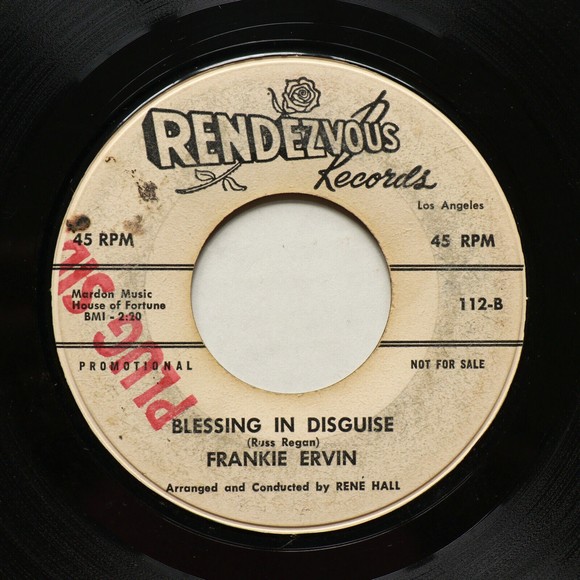 RENDEZVOUS
Records
Los Angeles
45 RPM
45 RPM
Mardon Music
House of Fortune
BMI - 2:20
112-B
PROMOTIONAL
NOT FOR SALE
PLUG SI
BLESSING IN DISGUISE
(Russ Regan)
FRANKIE ERVIN
Arranged and Conducted by RENE HALL